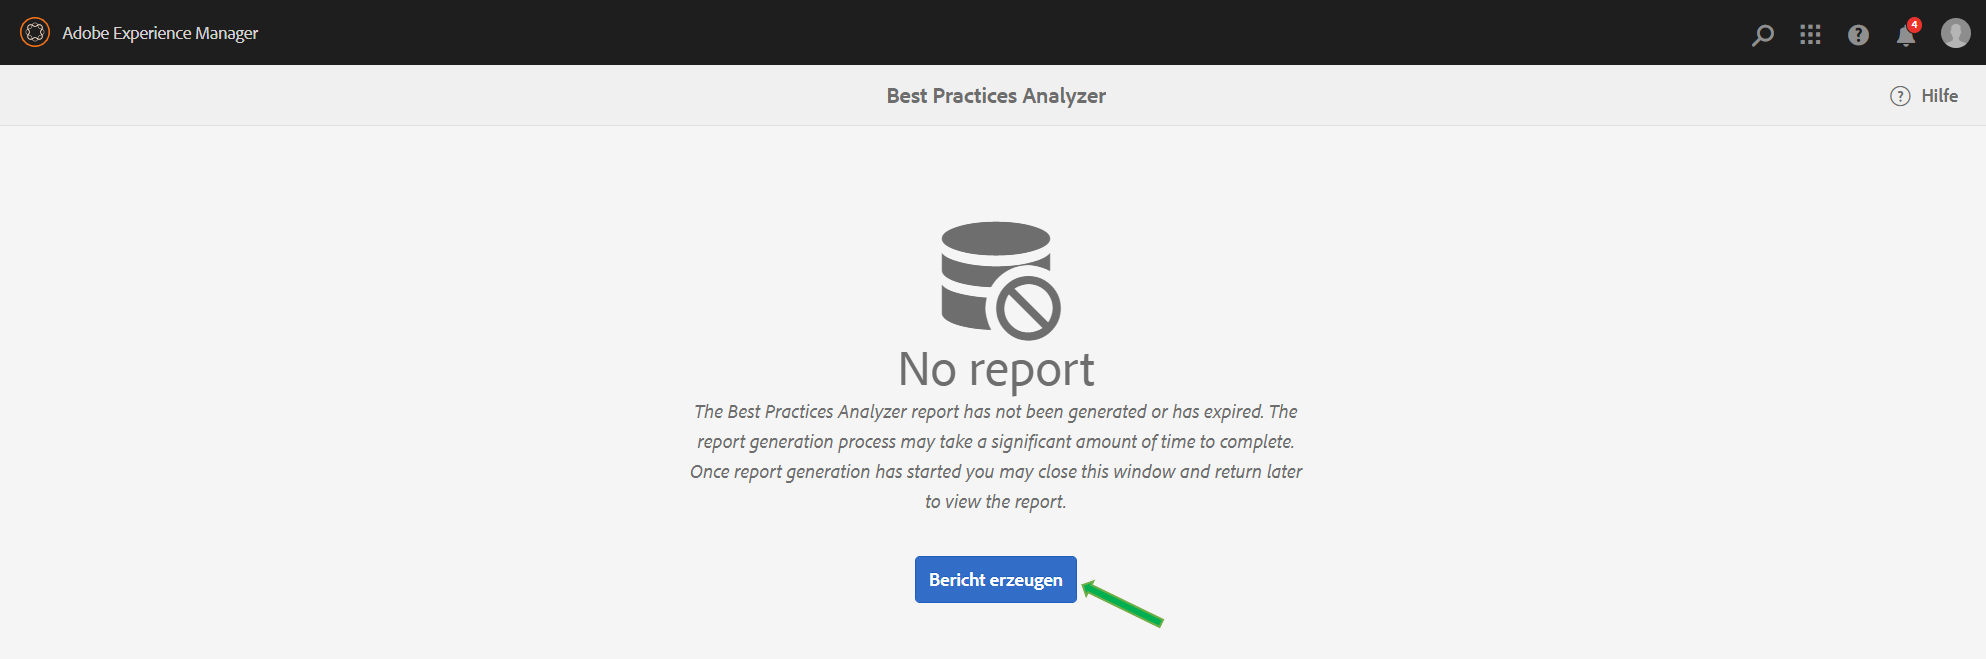 Adobe Experience Manager
4
Best Practices Analyzer
Hilfe
No report
The Best Practices Analyzer report has not been generated or has expired. The
report generation process may take a significant amount of time to complete.
Once report generation has started you may close this window and return later
to view the report.
Bericht erzeugen